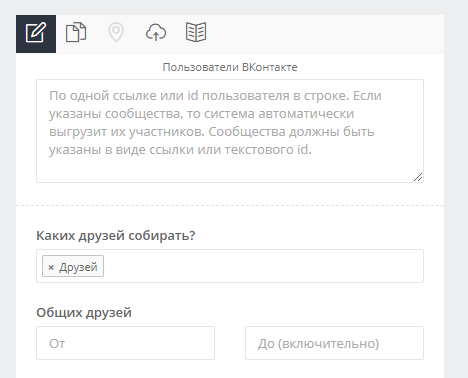 Пользователи ВКонтакте
По одной ссылке или id пользователя в строке. Если
указаны сообщества, то система автоматически
выгрузит их участников. Сообщества должны быть
указаны в виде ссылки или текстового id.
Каких друзей собирать?
× Друзей
Общих друзей
От
До (включительно)